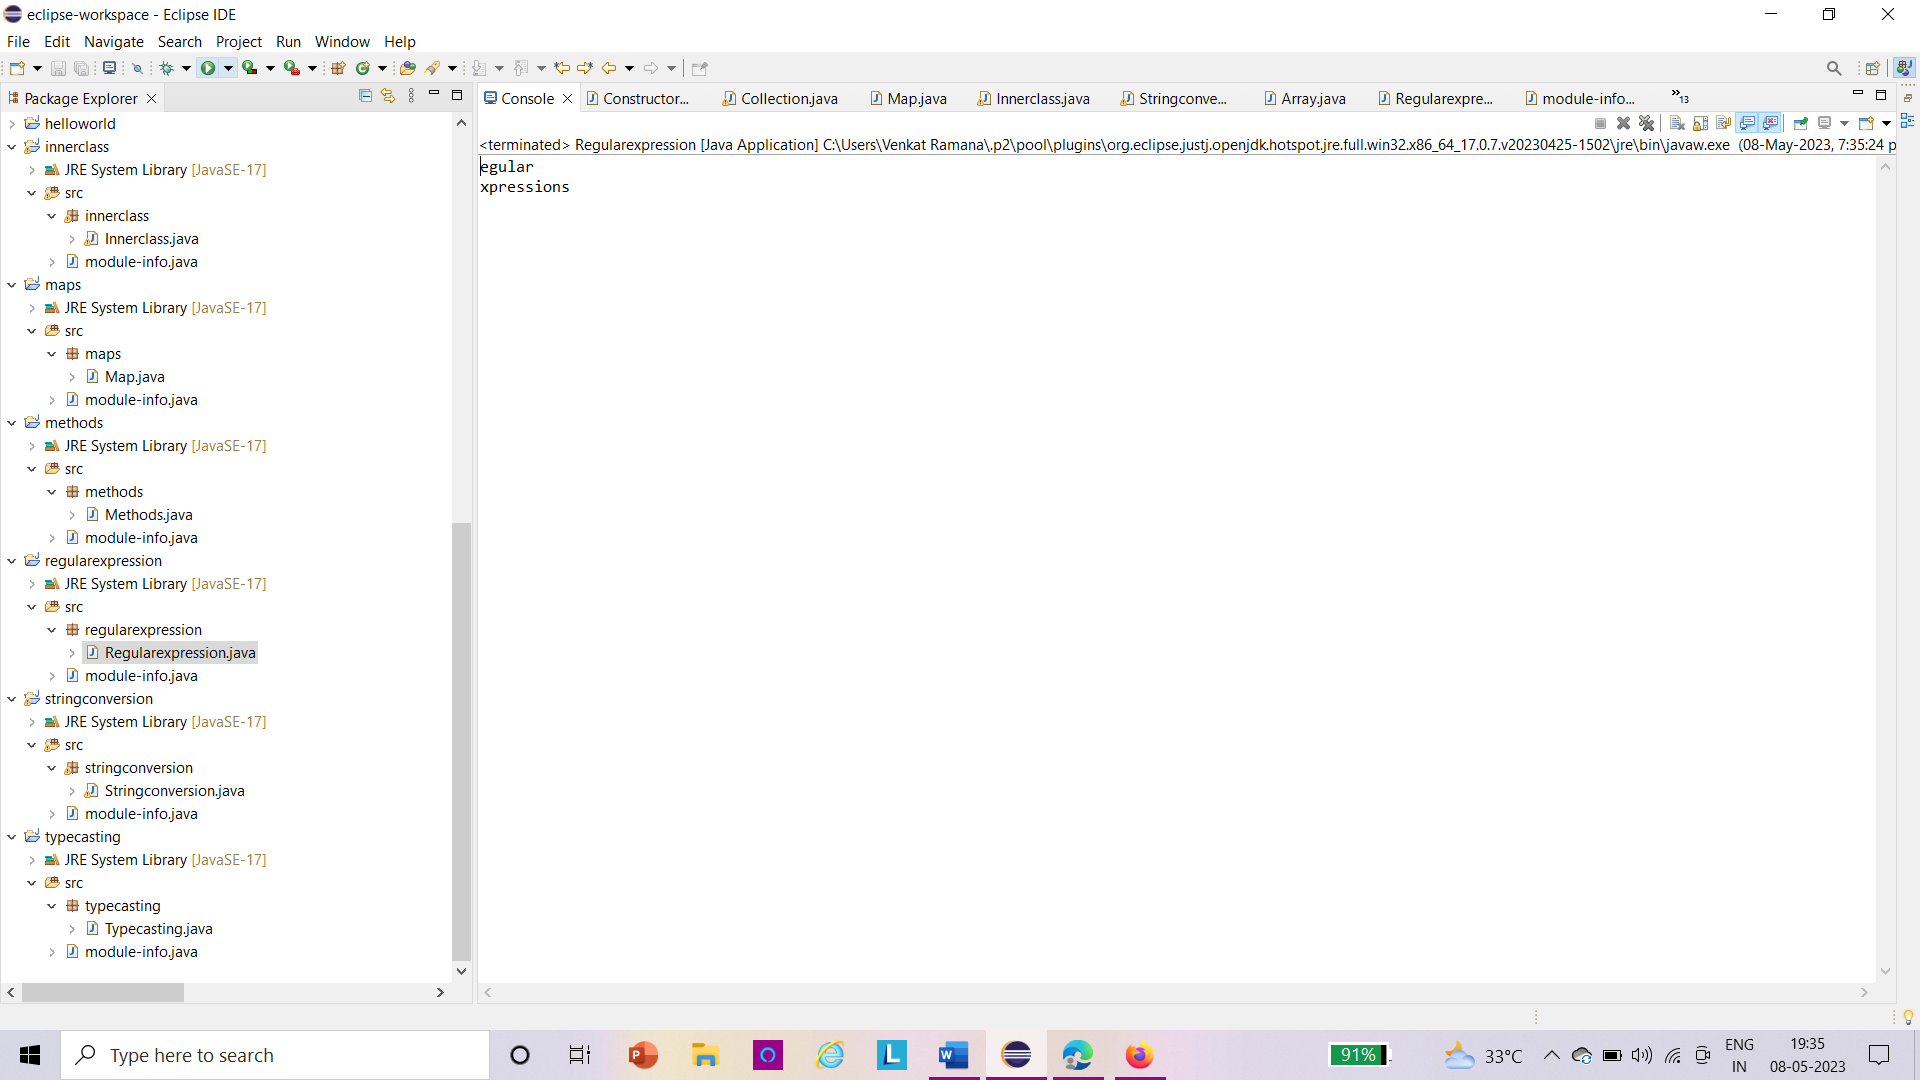 eclipse-workspace - Eclipse IDE
File Edit Navigate Search Project Run Window Help
Package Explorer
helloworld
innerclass
JRE System Library [JavaSE-17]
src
innerclass
Innerclass.java
module-info.java
maps
JRE System Library [JavaSE-17]
src
maps
Map.java
module-info.java
methods
JRE System Library [JavaSE-17]
src
methods
Methods.java
module-info.java
regularexpression
JRE System Library [JavaSE-17]
src
regularexpression
Regularexpression.java
module-info.java
stringconversion
JRE System Library [JavaSE-17]
src
stringconversion
Stringconversion.java
module-info.java
typecasting
JRE System Library [JavaSE-17]
src
typecasting
Typecasting.java
module-info.java
Console Constructor... Collection.java Map.java Innerclass.java Stringconve... Array.java Regularexpre... module-info... »13
<terminated> Regularexpression [Java Application] C:\Users\Venkat Ramana\.p2\pool\plugins\org.eclipse.justj.openjdk.hotspot.jre.full.win32.x86_64_17.0.7.v20230425-1502\jre\bin\javaw.exe (08-May-2023, 7:35:24 p
egular
xpressions
Type here to search
91%
33°C
ENG
IN
19:35
08-05-2023